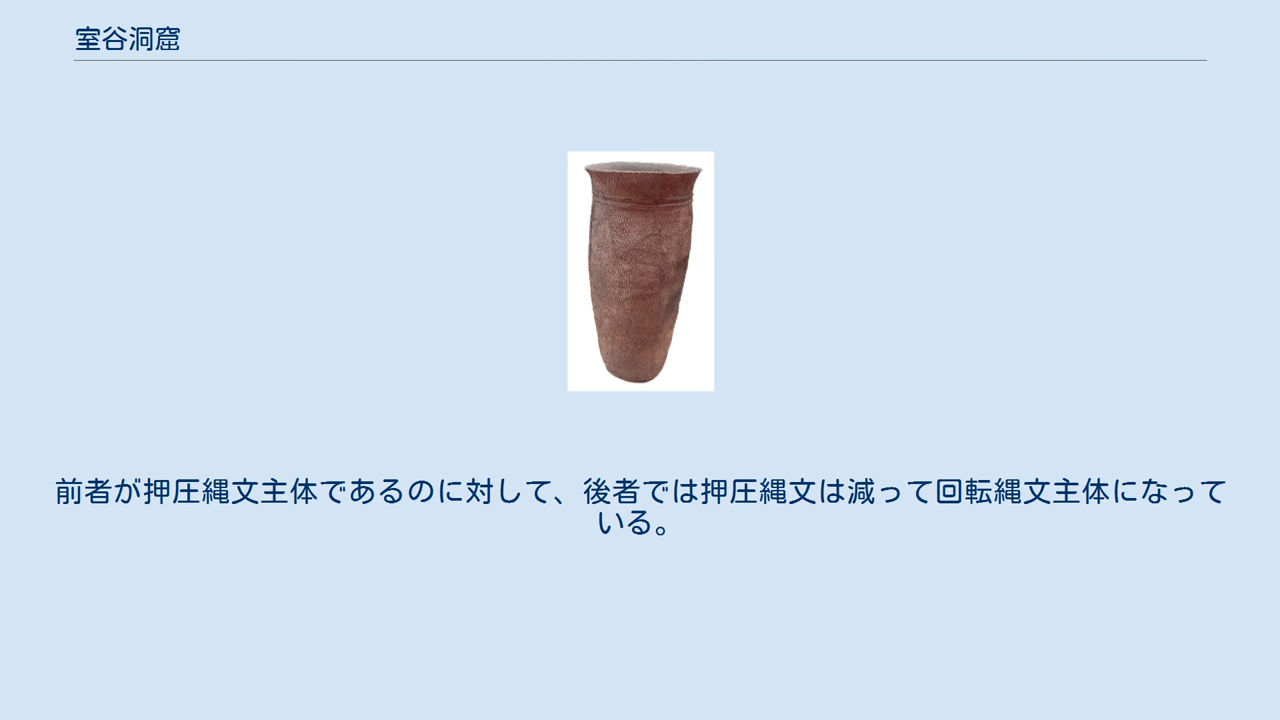 室谷洞窟
前者が押圧縄文主体であるのに対して、後者では押圧縄文は減って回転縄文主体になって
いる。